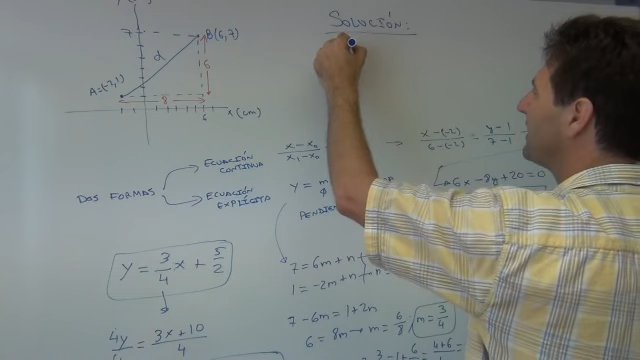 SOLUCIÓN:
7
B(6,7)
α
6
A=(-2,1)
8
6
x(cm)
DOS FORMAS
ECUACIÓN CONTINUA
x-x₀/x₁-x₀
→ x-(-2)/6-(-2) = y-1/7-1
6x-8y+20=0
ECUACIÓN EXPLÍCITA
y = m
PENDIEN
y = 3/4 x + 5/2
7 = 6m+n
1 = -2m+n
7-6m = 1+2m
6 = 8m → m = 6/8
m = 3/4
4y/ = 3x+10/4